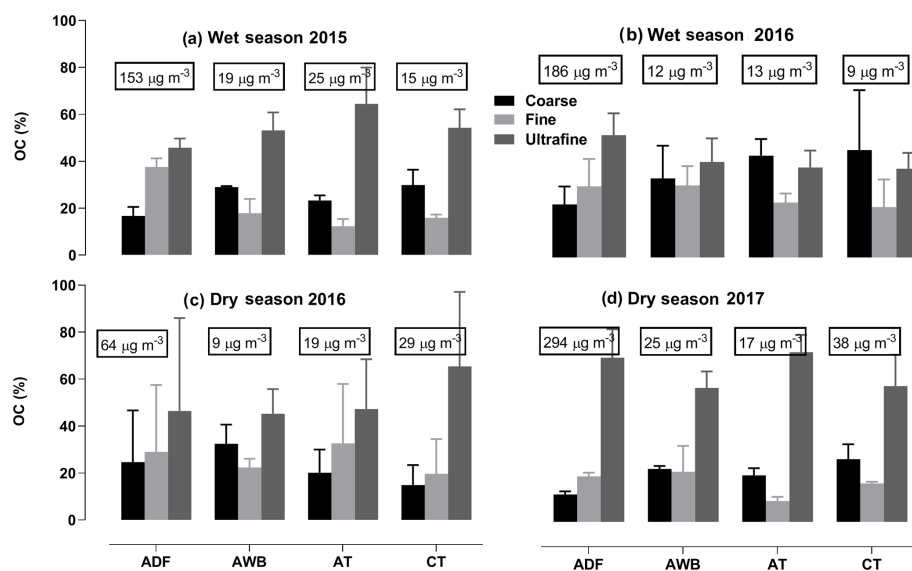 (a) Wet season 2015
153 μg m-3 19 μg m-3 25 μg m-3 15 μg m-3
OC (%)
100
80
60
40
20
0
(b) Wet season 2016
186 μg m-3 12 μg m-3 13 μg m-3 9 μg m-3
Coarse
Fine
Ultrafine
(c) Dry season 2016
64 μg m-3 9 μg m-3 19 μg m-3 29 μg m-3
OC (%)
100
80
60
40
20
0
ADF AWB AT CT
(d) Dry season 2017
294 μg m-3 25 μg m-3 17 μg m-3 38 μg m-3
ADF AWB AT CT